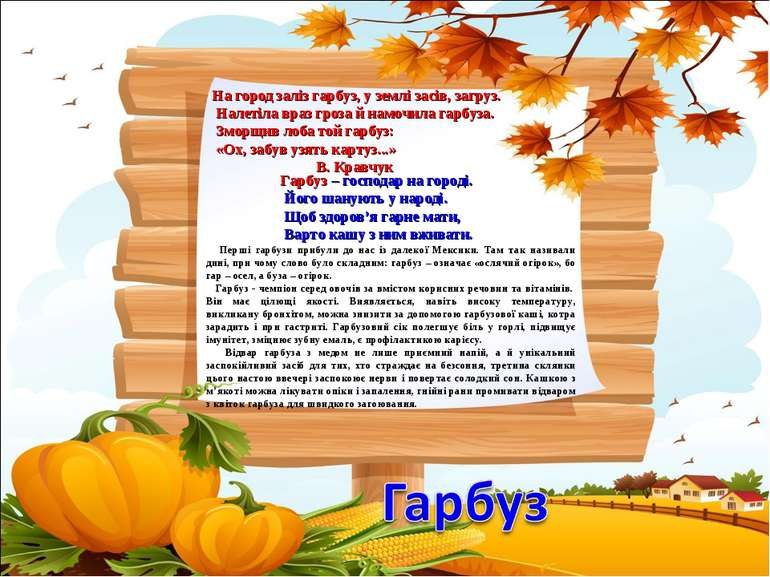 На город заліз гарбуз, у землі засів, загруз.
Налетіла враз гроза й намочила гарбуза.
Зморщив лоба той гарбуз:
«Ох, забув узять картуз...»
В. Кравчук
Гарбуз – господар на городі.
Його шанують у народі.
Щоб здоров’я гарне мати,
Варто кашу з ним вживати.
Перші гарбузи прибули до нас із далекої Мексики. Там так називали
дині, при чому слово було складним: гарбуз – означає «ослячий огірок», бо
гар – осел, а буза – огірок.
Гарбуз - чемпіон серед овочів за вмістом корисних речовин та вітамінів.
Він має цілющі якості. Виявляється, навіть високу температуру,
викликану бронхітом, можна знизити за допомогою гарбузової каші, котра
зарадить і при гастриті. Гарбузовий сік полегшує біль у горлі, підвищує
імунітет, зміцнює зубну емаль, є профілактикою карієсу.
Відвар гарбуза з медом не лише приємний напій, а й унікальний
заспокійливий засіб для тих, хто страждає на безсоння, третина склянки
цього настою ввечері заспокоює нерви і повертає солодкий сон. Кашкою з
м'якоті можна лікувати опіки і запалення, гнійні рани промивати відваром
з квіток гарбуза для швидкого загоювання.
Гарбуз